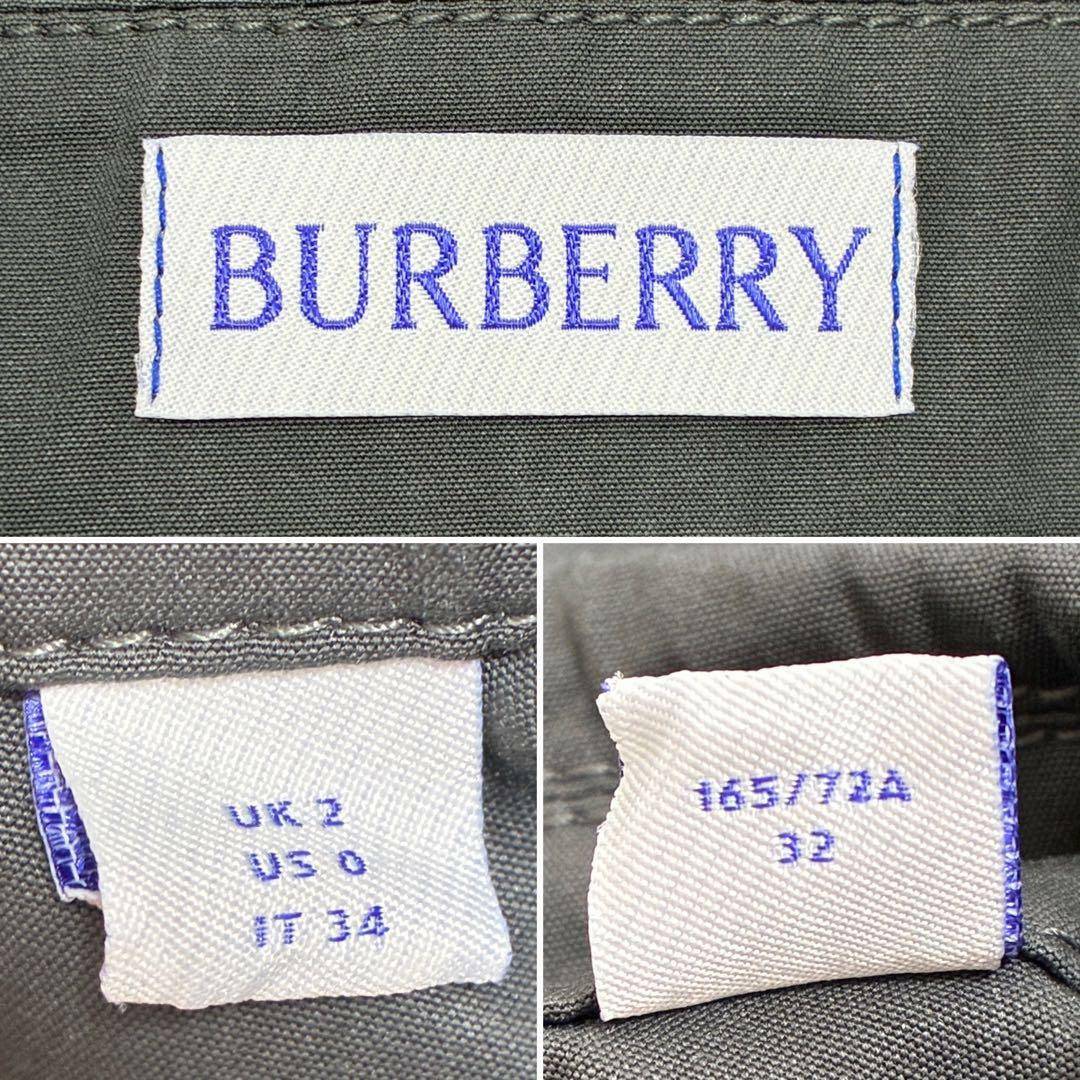 BURBERRY
UK 2
US 0
IT 34
165/72A
32